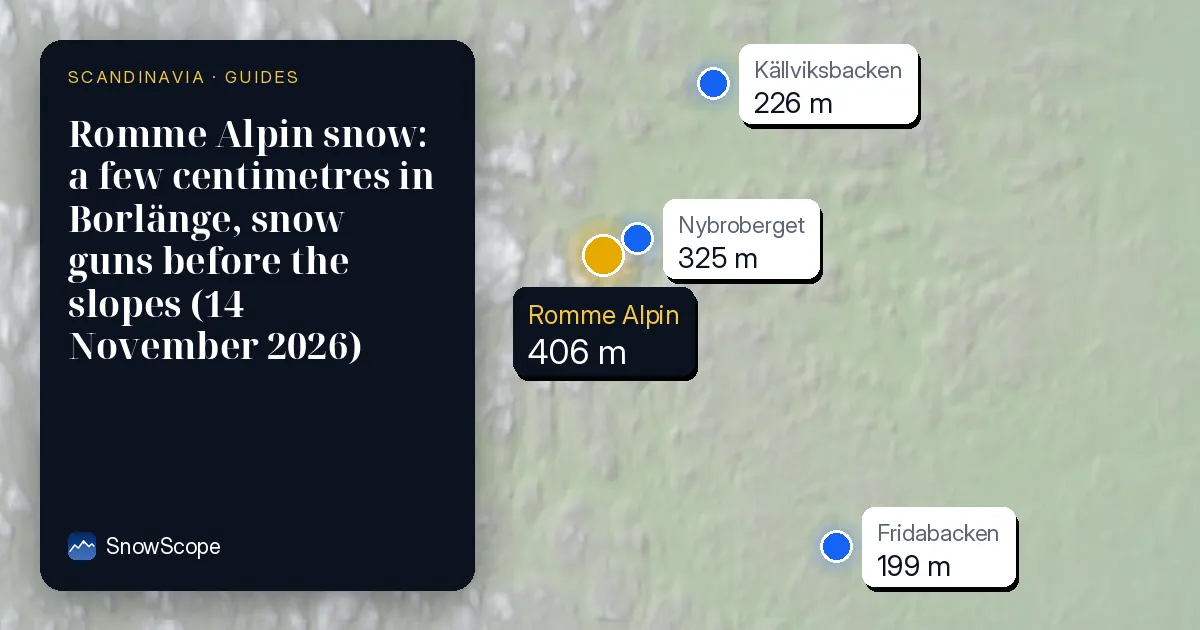 SCANDINAVIA · GUIDES
Romme Alpin snow:
a few centimetres in
Borlänge, snow
guns before the
slopes (14
November 2026)
SnowScope
Källviksbacken
226 m
Nybroberget
325 m
Romme Alpin
406 m
Fridabacken
199 m